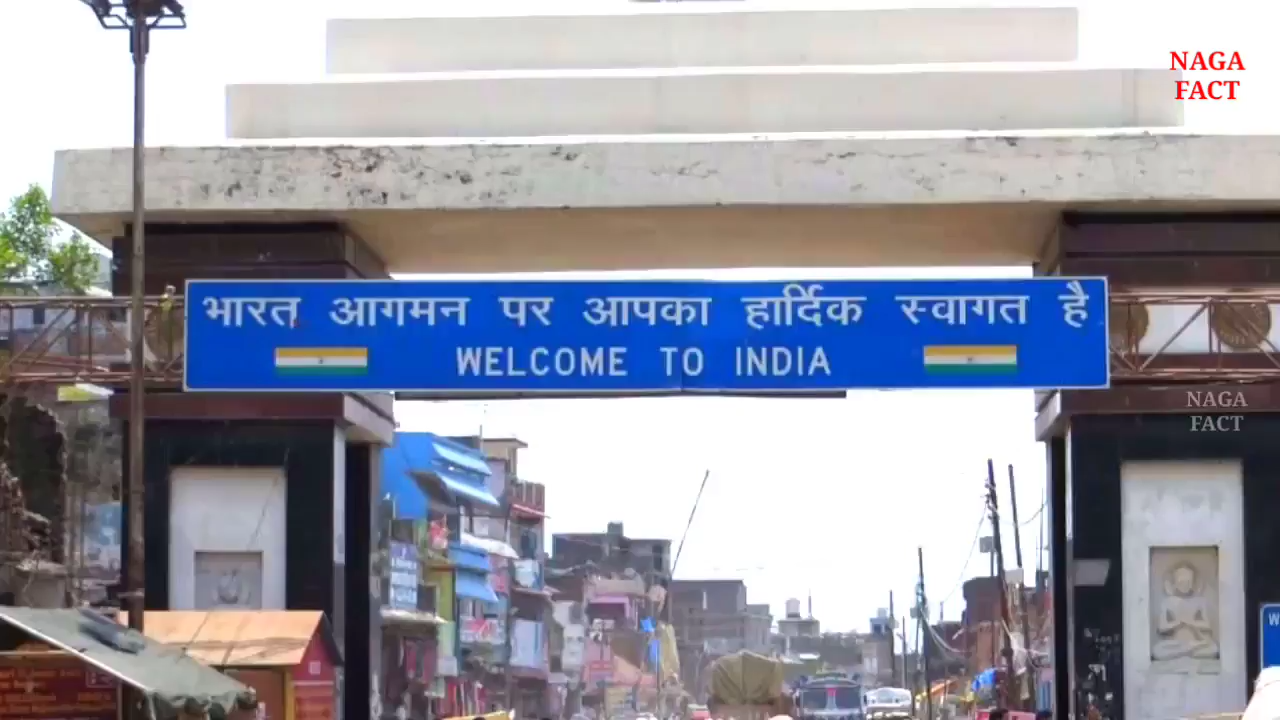 NAGA
FACT
भारत आगमन पर आपका हार्दिक स्वागत है
WELCOME TO INDIA
NAGA
FACT
W